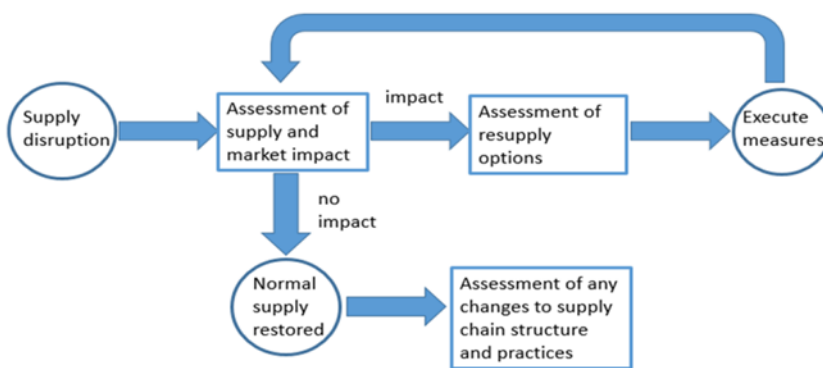 Supply
disruption
Assessment of
supply and
market impact
impact
Assessment of
resupply
options
Execute
measures
no
impact
Normal
supply
restored
Assessment of any
changes to supply
chain structure
and practices